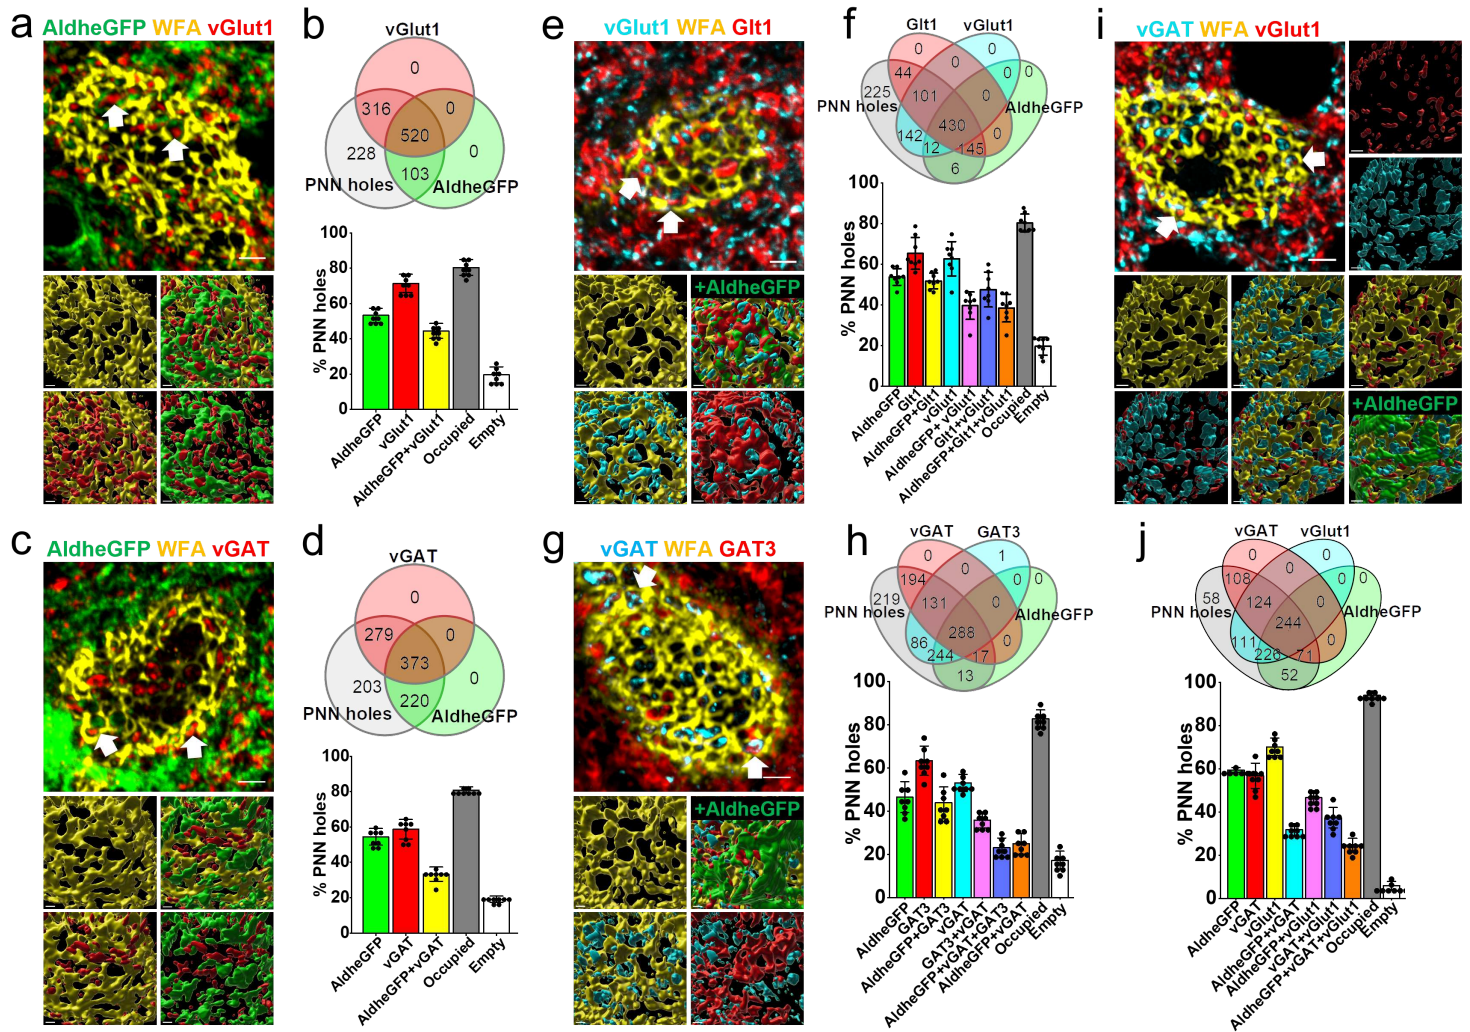 a
AldheGFP WFA vGlut1
b
vGlut1
0
316
0
520
228
0
103
PNN holes
AldheGFP
% PNN holes
100
80
60
40
20
0
AldheGFP
vGlut1
AldheGFP+vGlut1
Occupied
Empty
c
AldheGFP WFA vGAT
d
vGAT
0
279
0
373
203
0
220
PNN holes
AldheGFP
% PNN holes
100
80
60
40
20
0
AldheGFP
vGAT
AldheGFP+vGAT
Occupied
Empty
e
vGlut1 WFA Glt1
+AldheGFP
f
Glt1
vGlut1
0
0
44
0
0
0
225
101
0
PNN holes
AldheGFP
430
142
0
12
145
6
% PNN holes
100
80
60
40
20
0
AldheGFP
Glt1
AldheGFP+Glt1
vGlut1
AldheGFP+ vGlut1
Glt1+vGlut1
AldheGFP+Glt1+vGlut1
Occupied
Empty
g
vGAT WFA GAT3
+AldheGFP
h
vGAT
GAT3
0
1
194
0
0
0
219
131
0
PNN holes
AldheGFP
288
86
0
244
17
13
% PNN holes
100
80
60
40
20
0
AldheGFP
GAT3
AldheGFP+GAT3
vGAT
GAT3+vGAT
AldheGFP+vGAT+GAT3
AldheGFP+vGAT
Occupied
Empty
i
vGAT WFA vGlut1
+AldheGFP
j
vGAT
vGlut1
0
0
108
0
0
0
58
124
0
PNN holes
AldheGFP
244
111
0
226
71
52
% PNN holes
100
80
60
40
20
0
AldheGFP
vGAT
vGlut1
AldheGFP+vGAT
AldheGFP+vGlut1
vGAT+vGlut1
AldheGFP+vGAT+vGlut1
Occupied
Empty